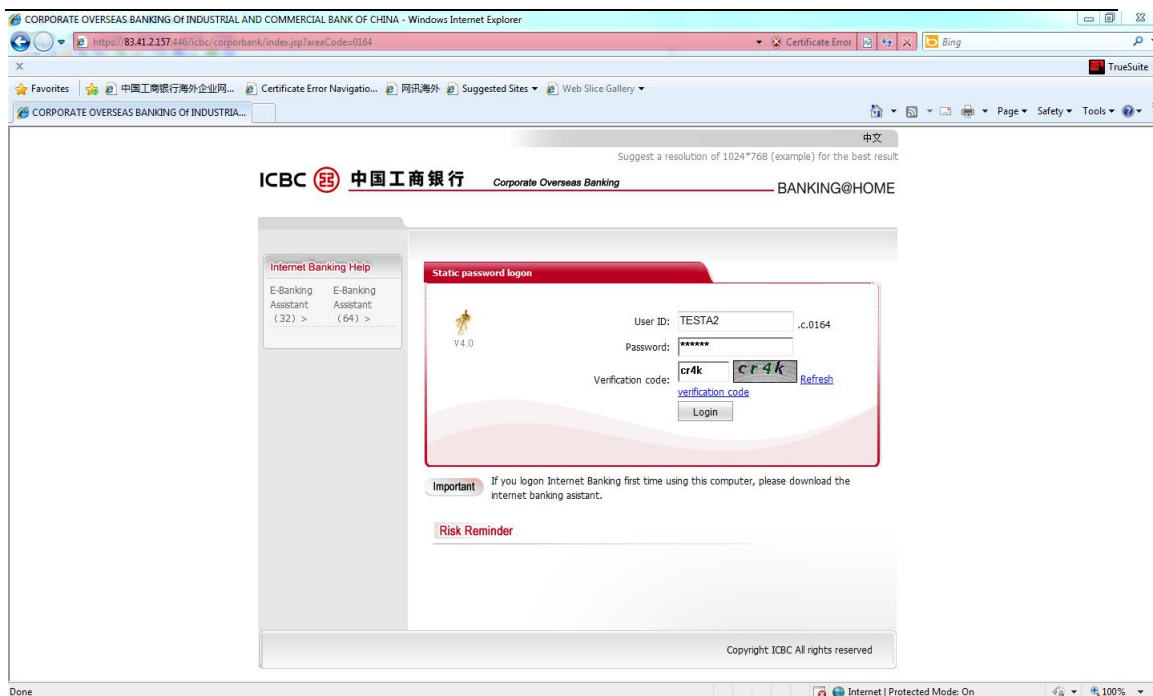 CORPORATE OVERSEAS BANKING Of INDUSTRIAL AND COMMERCIAL BANK OF CHINA - Windows Internet Explorer
https://83.41.2.157:446/icbc/corporbank/index.jsp?areaCode=0164 Certificate Error Bing
x TrueSuite
Favorites 中国工商银行海外企业网... Certificate Error Navigatio... 网讯海外 Suggested Sites Web Slice Gallery
CORPORATE OVERSEAS BANKING Of INDUSTRIA... Page Safety Tools
中文
Suggest a resolution of 1024*768 (example) for the best result
ICBC 中国工商银行 Corporate Overseas Banking BANKING@HOME
Internet Banking Help
E-Banking Assistant (32) >
E-Banking Assistant (64) >
Static password logon
V4.0
User ID: TESTA2 .c.0164
Password: ******
Verification code: cr4k cr4k Refresh
verification code
Login
Important If you logon Internet Banking first time using this computer, please download the
internet banking asistant.
Risk Reminder
Copyright ICBC All rights reserved
Done Internet | Protected Mode: On 100%